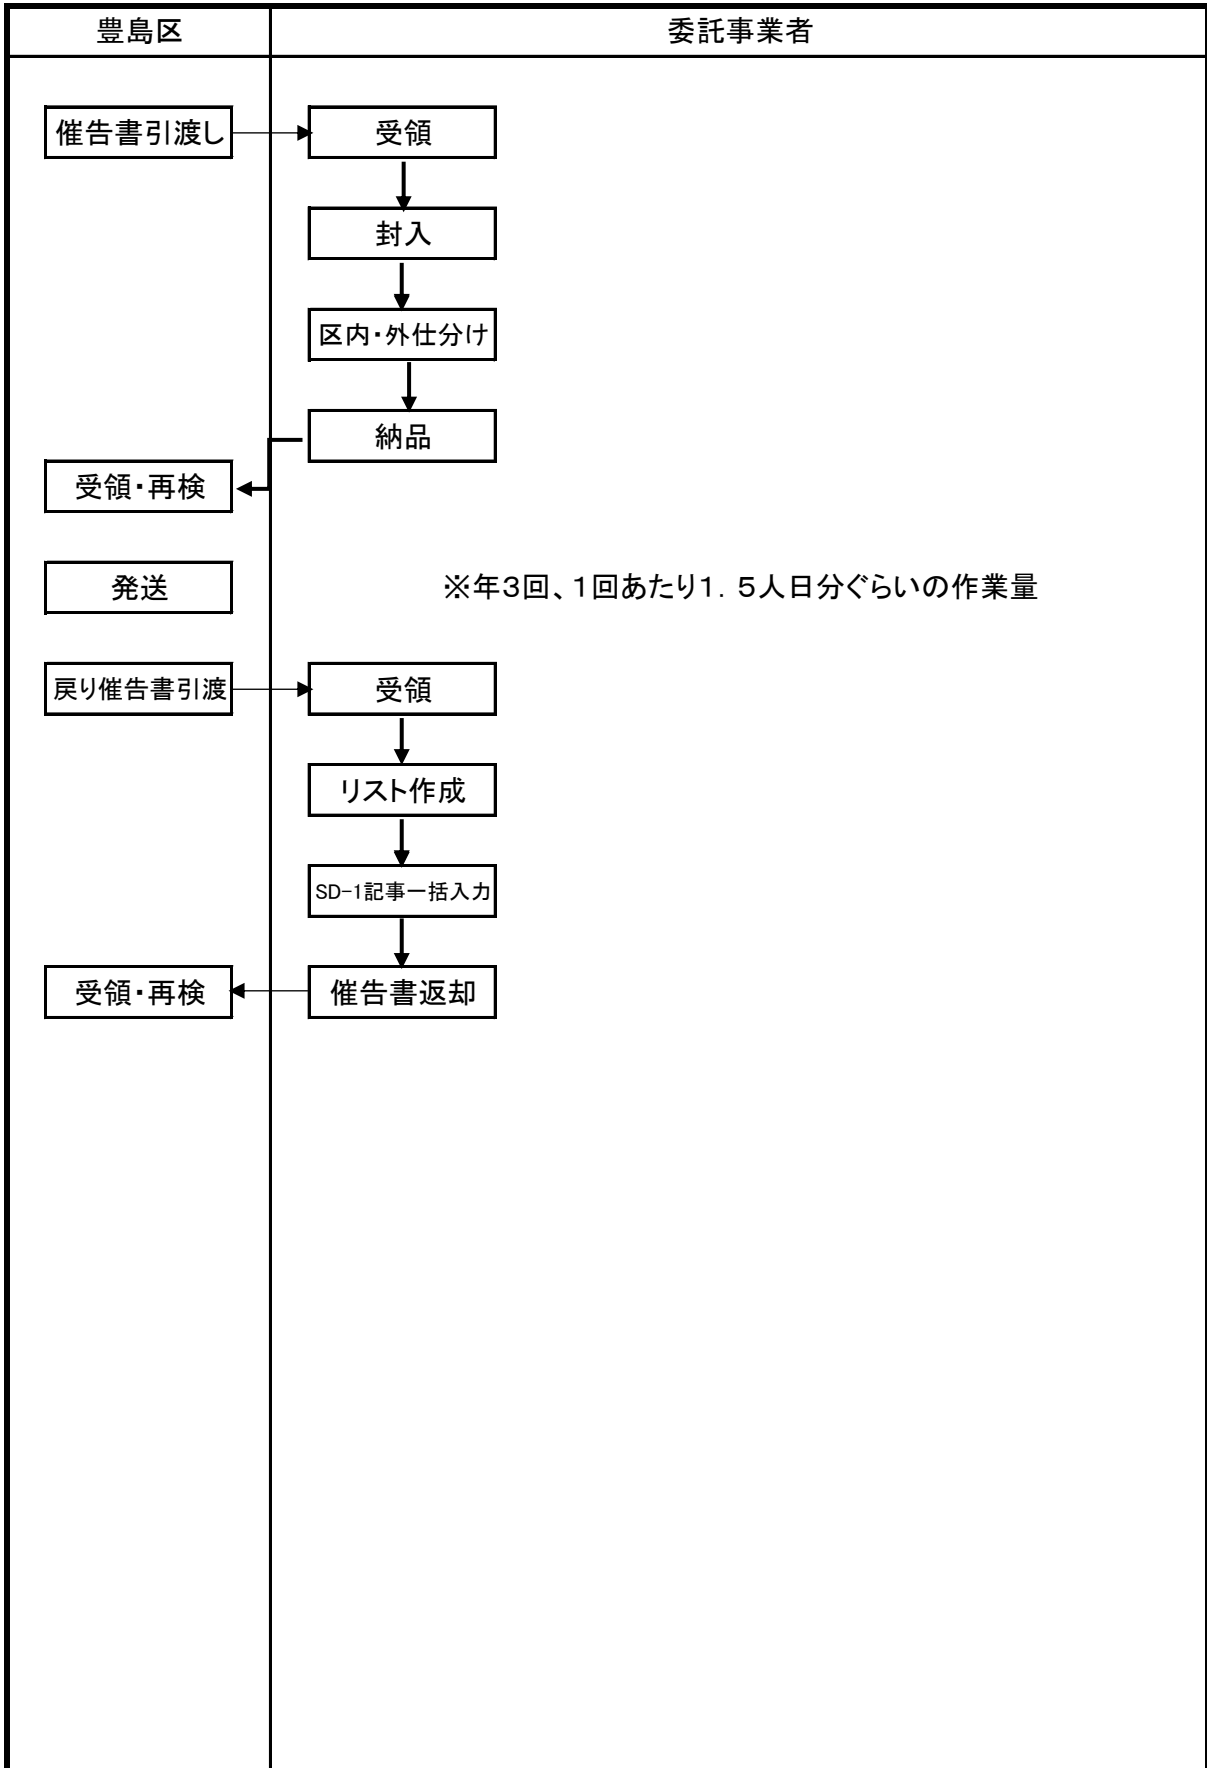 豊島区
委託事業者
催告書引渡し
受領
封入
区内・外仕分け
納品
受領・再検
発送
※年３回、１回あたり１．５人日分ぐらいの作業量
戻り催告書引渡
受領
リスト作成
SD-1記事一括入力
受領・再検
催告書返却